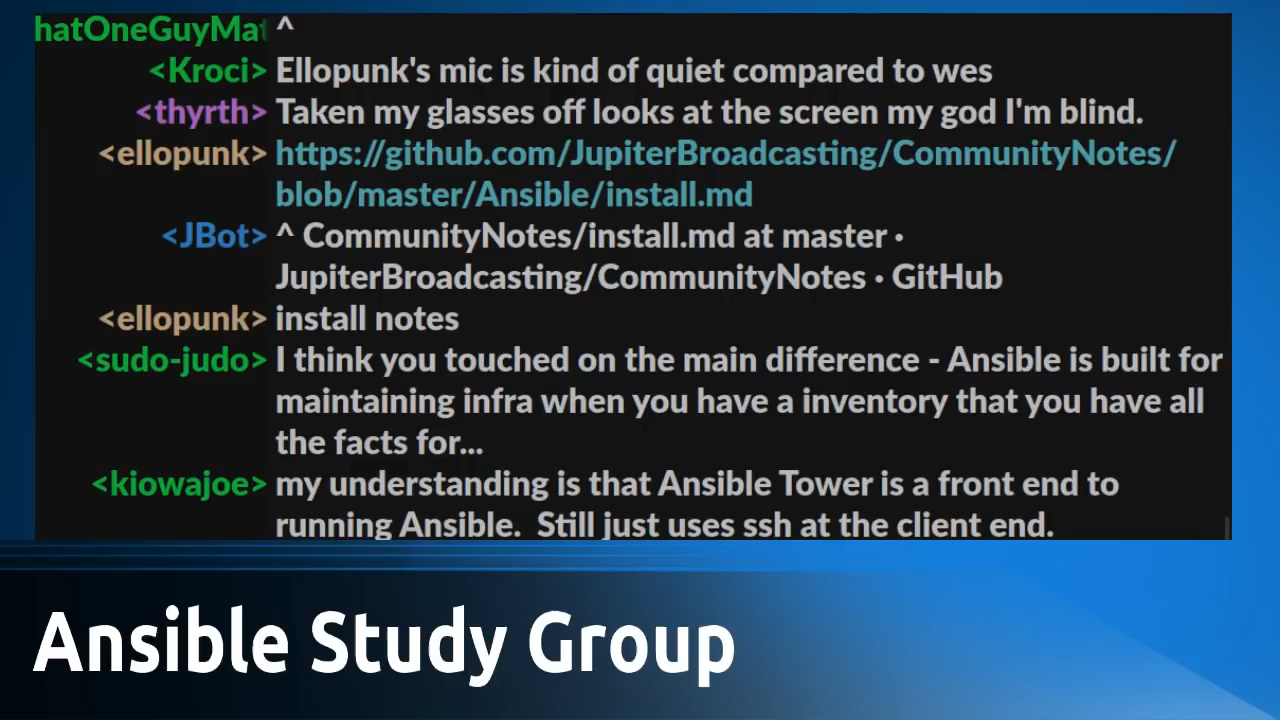 hatOneGuyMat ^
<Kroci> Ellopunk's mic is kind of quiet compared to wes
<thyrth> Taken my glasses off looks at the screen my god I'm blind.
<ellopunk> https://github.com/JupiterBroadcasting/CommunityNotes/
blob/master/Ansible/install.md
<JBot> ^ CommunityNotes/install.md at master ·
JupiterBroadcasting/CommunityNotes · GitHub
<ellopunk> install notes
<sudo-judo> I think you touched on the main difference - Ansible is built for
maintaining infra when you have a inventory that you have all
the facts for...
<kiowajoe> my understanding is that Ansible Tower is a front end to
running Ansible.  Still just uses ssh at the client end.
Ansible Study Group